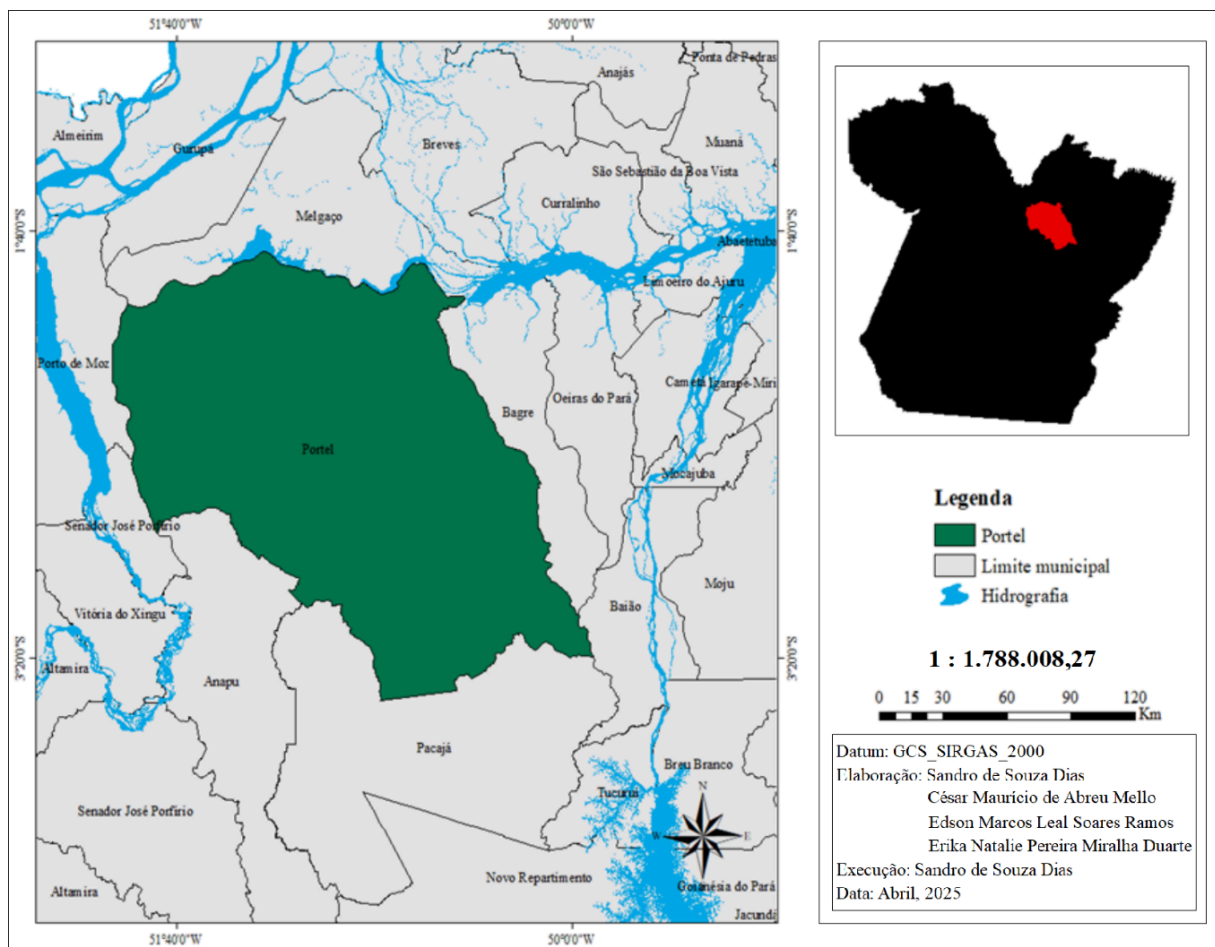 51°40'0"W
50°0'0"W
Ponta de Pedras
Anajás
Almeirim
Gurupá
Breves
Muaná
São Sebastião da Boa Vista
Melgaço
Curralinho
1°40'0"S
1°40'0"S
Abaetetuba
Limoeiro do Ajuru
Porto de Moz
Cametá
Igarapé-Miri
Oeiras do Pará
Bagre
Portel
Mocajuba
Senador José Porfírio
Moju
Baião
Vitória do Xingu
3°20'0"S
3°20'0"S
Altamira
Anapu
Pacajá
Breu Branco
Tucuruí
N
W
E
S
Senador José Porfírio
Novo Repartimento
Goianésia do Pará
Altamira
Jacundá
51°40'0"W
50°0'0"W
Legenda
Portel
Limite municipal
Hidrografia
1 : 1.788.008,27
0 15 30 60 90 120
Km
Datum: GCS_SIRGAS_2000
Elaboração: Sandro de Souza Dias
César Maurício de Abreu Mello
Edson Marcos Leal Soares Ramos
Erika Natalie Pereira Miralha Duarte
Execução: Sandro de Souza Dias
Data: Abril, 2025